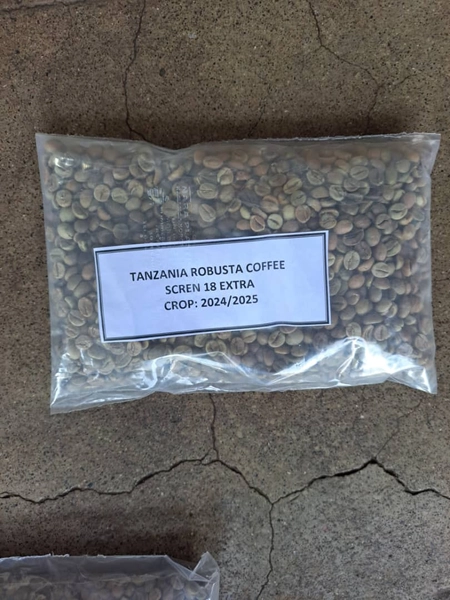 TANZANIA ROBUSTA COFFEE
SCREN 18 EXTRA
CROP: 2024/2025